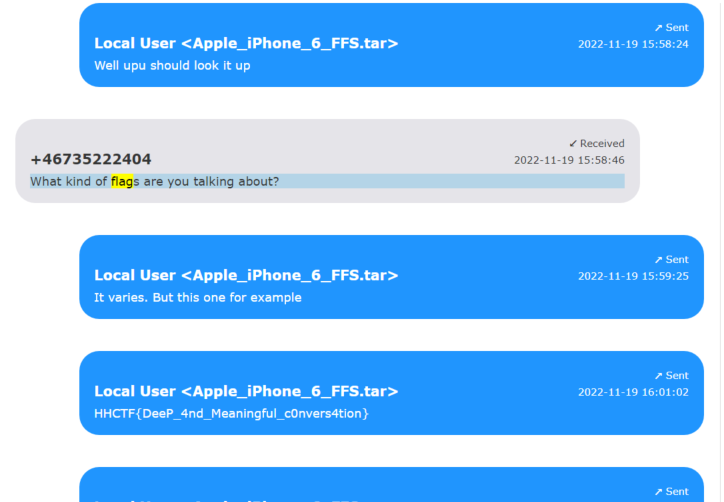 ↗ Sent
Local User <Apple_iPhone_6_FFS.tar> 2022-11-19 15:58:24
Well upu should look it up
↙ Received
+46735222404 2022-11-19 15:58:46
What kind of flags are you talking about?
↗ Sent
Local User <Apple_iPhone_6_FFS.tar> 2022-11-19 15:59:25
It varies. But this one for example
↗ Sent
Local User <Apple_iPhone_6_FFS.tar> 2022-11-19 16:01:02
HHCTF{DeeP_4nd_Meaningful_c0nvers4tion}
↗ Sent